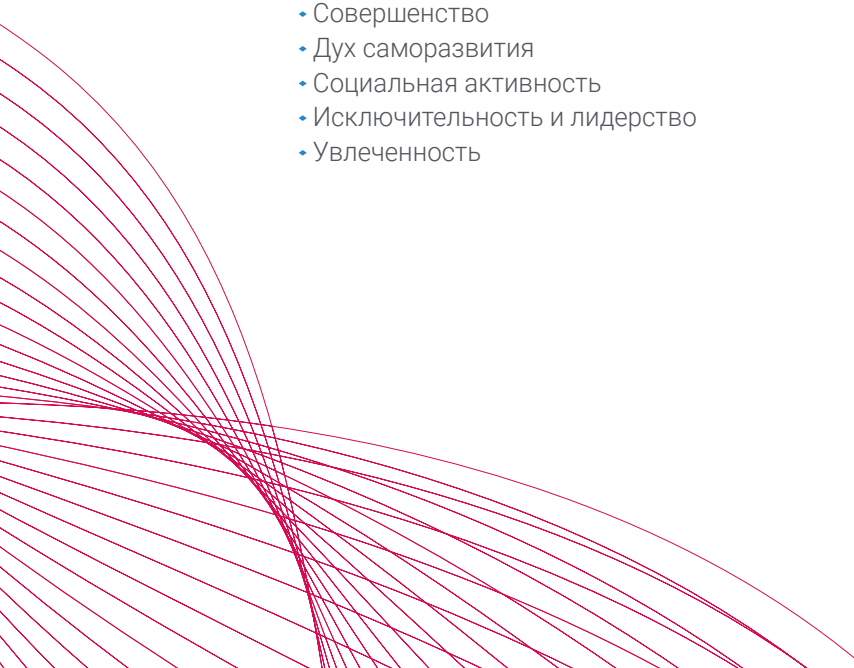 • Совершенство
• Дух саморазвития
• Социальная активность
• Исключительность и лидерство
• Увлеченность